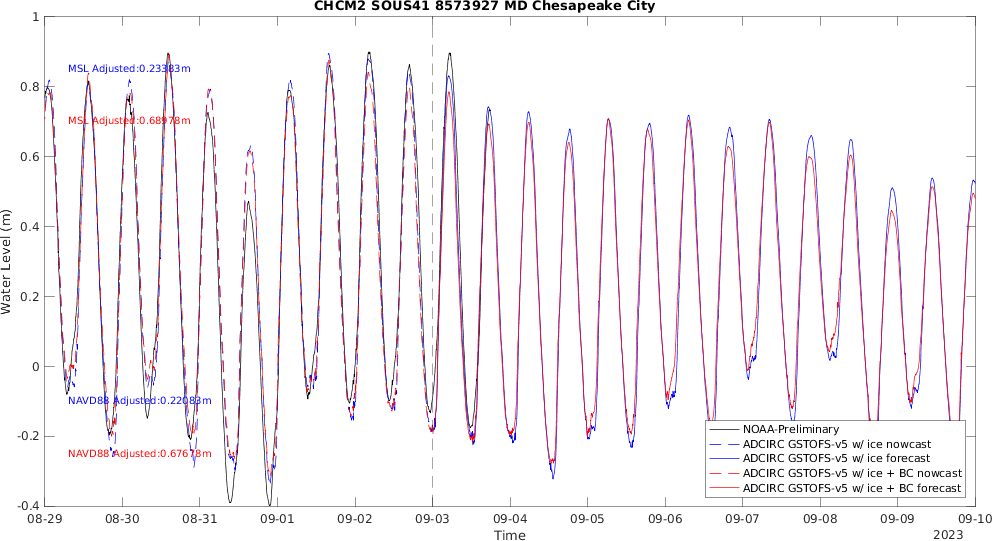 CHCM2 SOUS41 8573927 MD Chesapeake City
1
0.8
0.6
0.4
0.2
0
-0.2
-0.4
Water Level (m)
MSL Adjusted:0.23383m
MSL Adjusted:0.68978m
NAVD88 Adjusted:0.22083m
NAVD88 Adjusted:0.67678m
NOAA-Preliminary
ADCIRC GSTOFS-v5 w/ ice nowcast
ADCIRC GSTOFS-v5 w/ ice forecast
ADCIRC GSTOFS-v5 w/ ice + BC nowcast
ADCIRC GSTOFS-v5 w/ ice + BC forecast
08-29 08-30 08-31 09-01 09-02 09-03 09-04 09-05 09-06 09-07 09-08 09-09 09-10
Time
2023